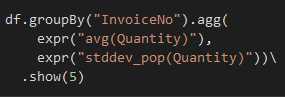 df.groupBy("InvoiceNo").agg(
expr("avg(Quantity)"),
expr("stddev_pop(Quantity)"))\
.show(5)